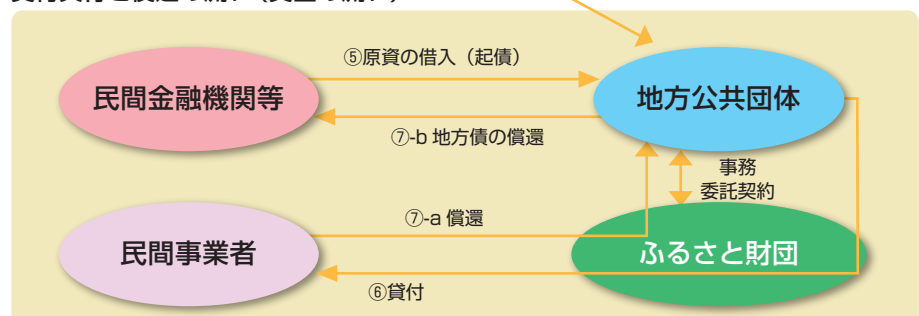 ⑤原資の借入（起債）
民間金融機関等
地方公共団体
⑦-b 地方債の償還
事務
委託契約
⑦-a 償還
民間事業者
ふるさと財団
⑥貸付